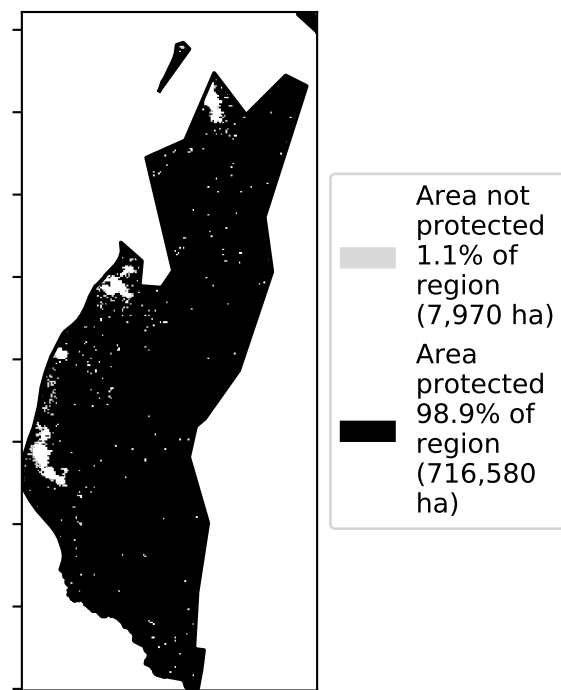 Area not
protected
1.1% of
region
(7,970 ha)
Area
protected
98.9% of
region
(716,580
ha)